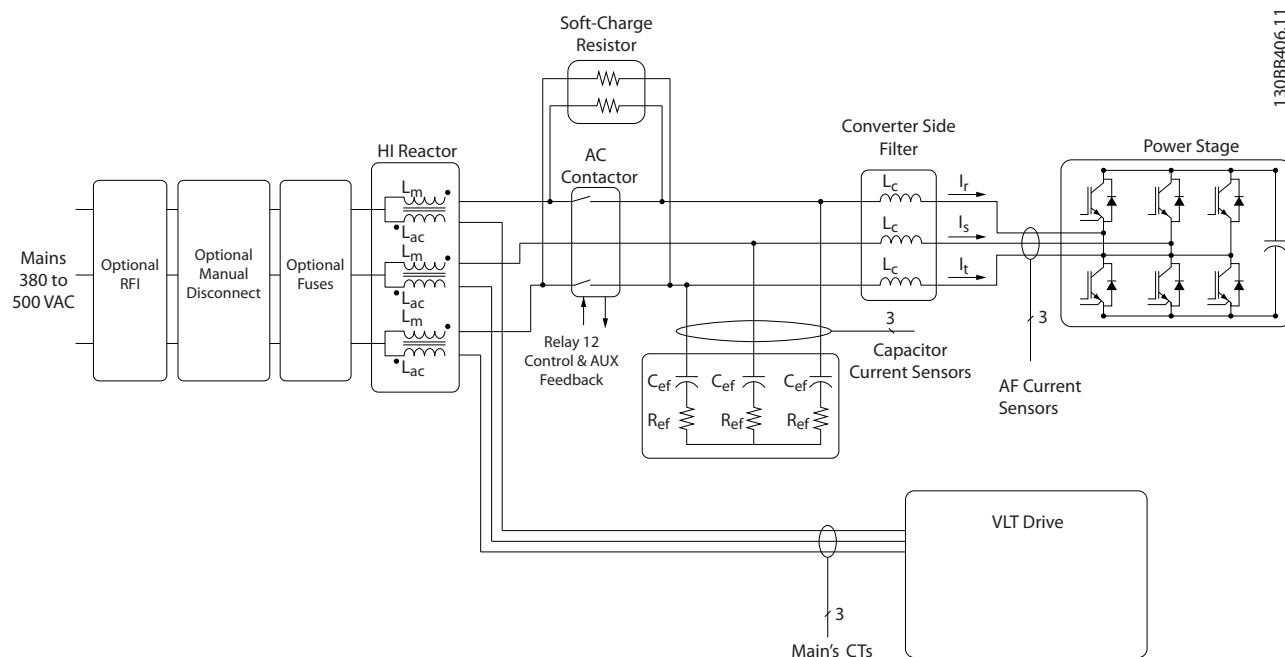 130BB406.11
Soft-Charge
Resistor
Converter Side
Filter
Power Stage
HI Reactor
AC
Contactor
Lm
Lac
Lm
Lac
Lm
Lac
Lc
Lc
Lc
Ir
Is
It
Mains
380 to
500 VAC
Optional
RFI
Optional
Manual
Disconnect
Optional
Fuses
Relay 12
Control & AUX
Feedback
3
Capacitor
Current Sensors
3
AF Current
Sensors
Cef
Cef
Cef
Ref
Ref
Ref
VLT Drive
3
Main's CTs